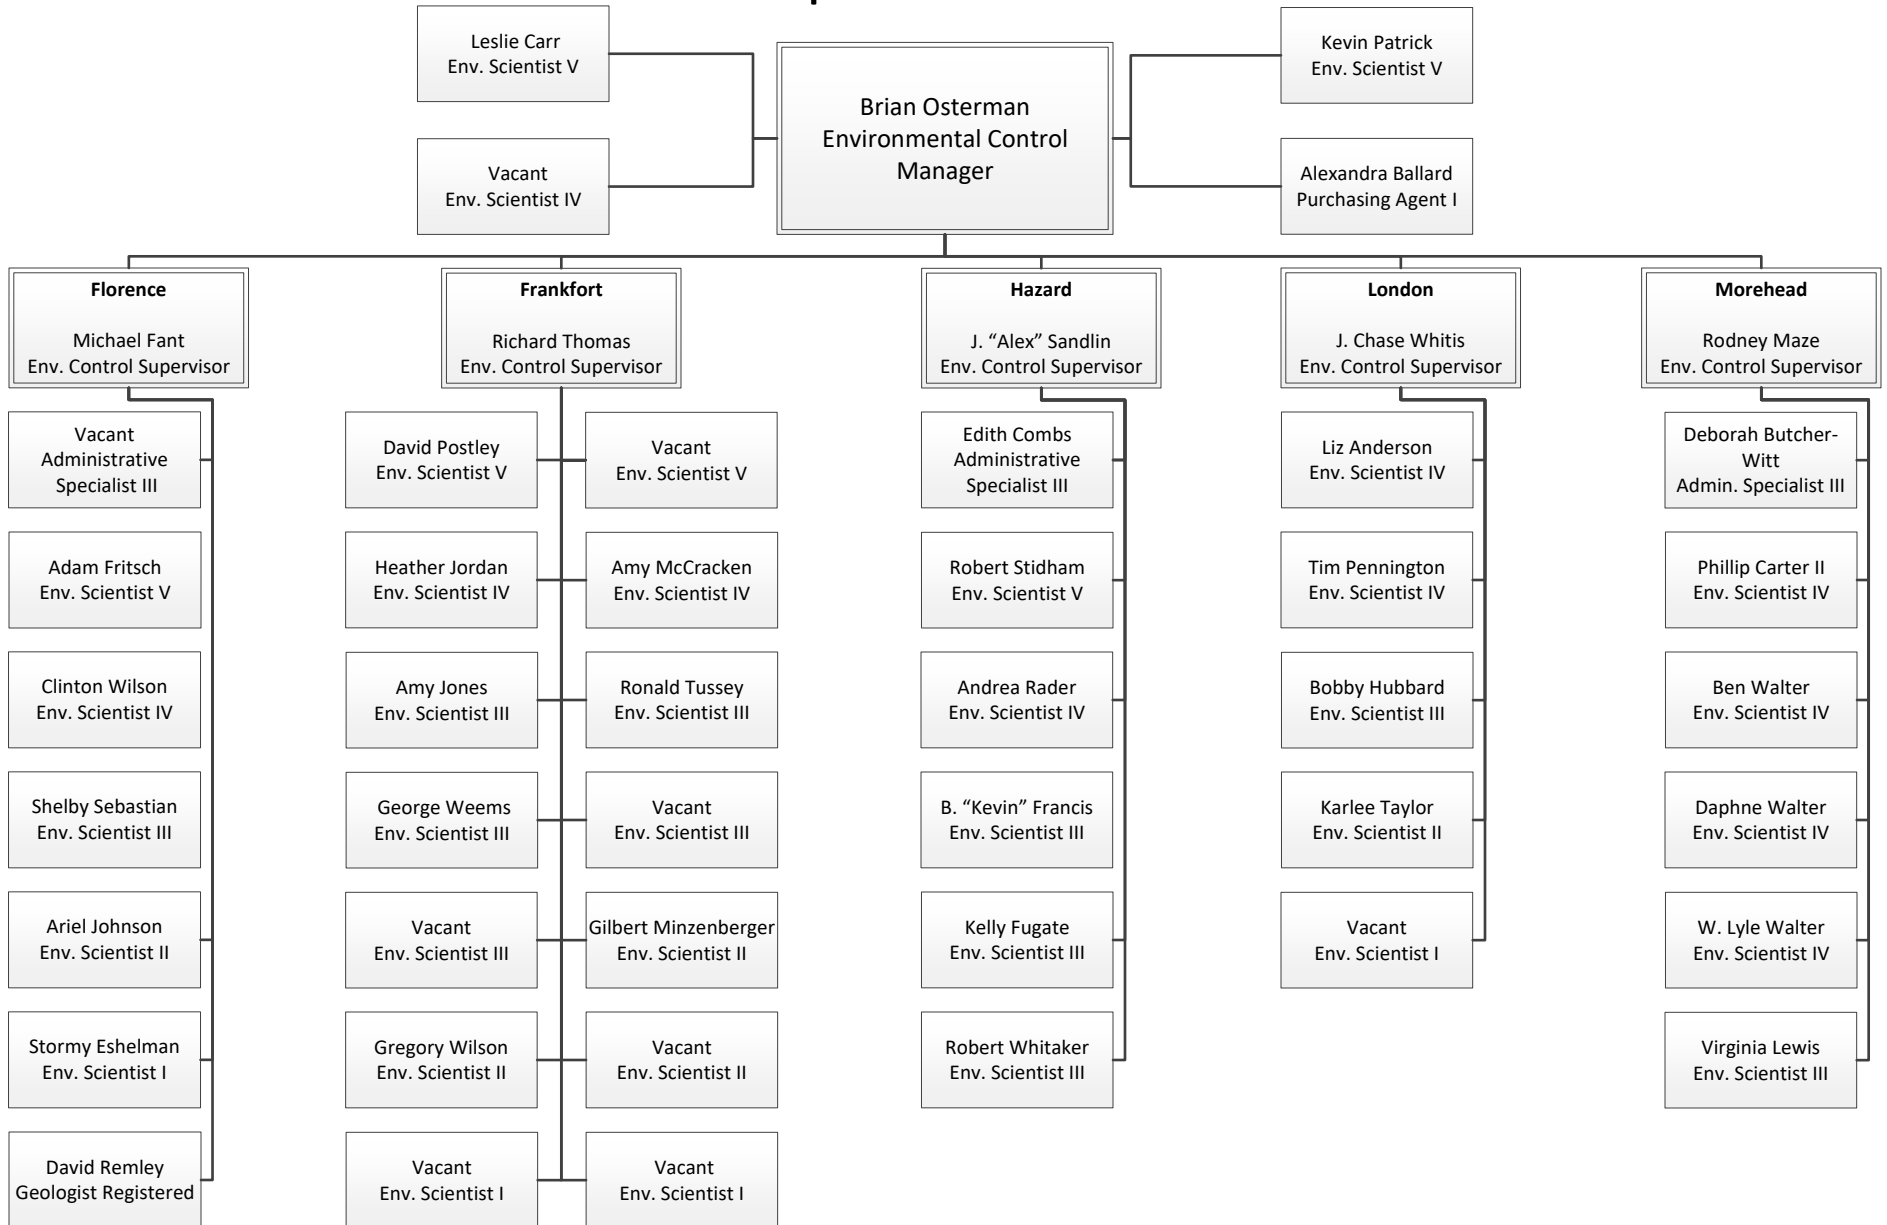 Leslie Carr
Env. Scientist V
Kevin Patrick
Env. Scientist V
Brian Osterman
Environmental Control
Manager
Vacant
Env. Scientist IV
Alexandra Ballard
Purchasing Agent I
Florence
Michael Fant
Env. Control Supervisor
Frankfort
Richard Thomas
Env. Control Supervisor
Hazard
J. “Alex” Sandlin
Env. Control Supervisor
London
J. Chase Whitis
Env. Control Supervisor
Morehead
Rodney Maze
Env. Control Supervisor
Vacant
Administrative
Specialist III
Adam Fritsch
Env. Scientist V
Clinton Wilson
Env. Scientist IV
Shelby Sebastian
Env. Scientist III
Ariel Johnson
Env. Scientist II
Stormy Eshelman
Env. Scientist I
David Remley
Geologist Registered
David Postley
Env. Scientist V
Vacant
Env. Scientist V
Heather Jordan
Env. Scientist IV
Amy McCracken
Env. Scientist IV
Amy Jones
Env. Scientist III
Ronald Tussey
Env. Scientist III
George Weems
Env. Scientist III
Vacant
Env. Scientist III
Vacant
Env. Scientist III
Gilbert Minzenberger
Env. Scientist II
Gregory Wilson
Env. Scientist II
Vacant
Env. Scientist II
Vacant
Env. Scientist I
Vacant
Env. Scientist I
Edith Combs
Administrative
Specialist III
Robert Stidham
Env. Scientist V
Andrea Rader
Env. Scientist IV
B. “Kevin” Francis
Env. Scientist III
Kelly Fugate
Env. Scientist III
Robert Whitaker
Env. Scientist III
Liz Anderson
Env. Scientist IV
Tim Pennington
Env. Scientist IV
Bobby Hubbard
Env. Scientist III
Karlee Taylor
Env. Scientist II
Vacant
Env. Scientist I
Deborah Butcher-
Witt
Admin. Specialist III
Phillip Carter II
Env. Scientist IV
Ben Walter
Env. Scientist IV
Daphne Walter
Env. Scientist IV
W. Lyle Walter
Env. Scientist IV
Virginia Lewis
Env. Scientist III